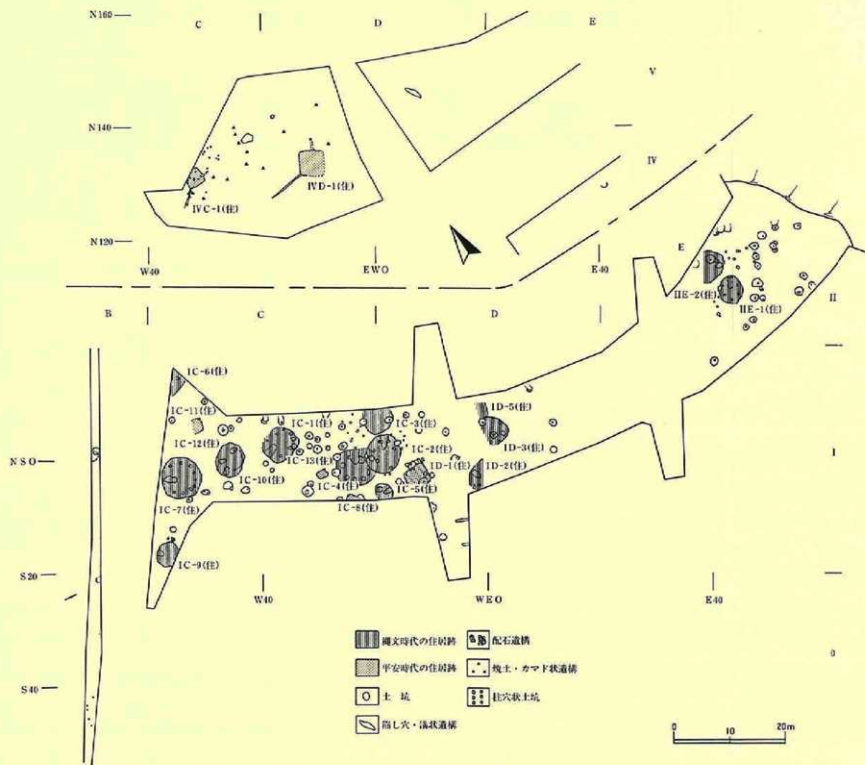 N160
C
D
E
V
N140
IV
IVC-1(住)
IVD-1(住)
N120
W40
EWO
E40
E
IIE-2(住)
IIE-1(住)
II
B
C
D
IC-6(住)
IC-11(住)
IC-1(住)
IC-3(住)
ID-5(住)
IC-12(住)
IC-2(住)
ID-3(住)
IC-13(住)
ID-1(住)
ID-2(住)
I
NS0
IC-10(住)
IC-4(住)
IC-5(住)
IC-7(住)
IC-8(住)
IC-9(住)
S20
W40
WEO
E40
縄文時代の住居跡
配石遺構
0
平安時代の住居跡
焼土・カマド状遺構
土坑
柱穴状土坑
S40
陥し穴・溝状遺構
0 10 20m